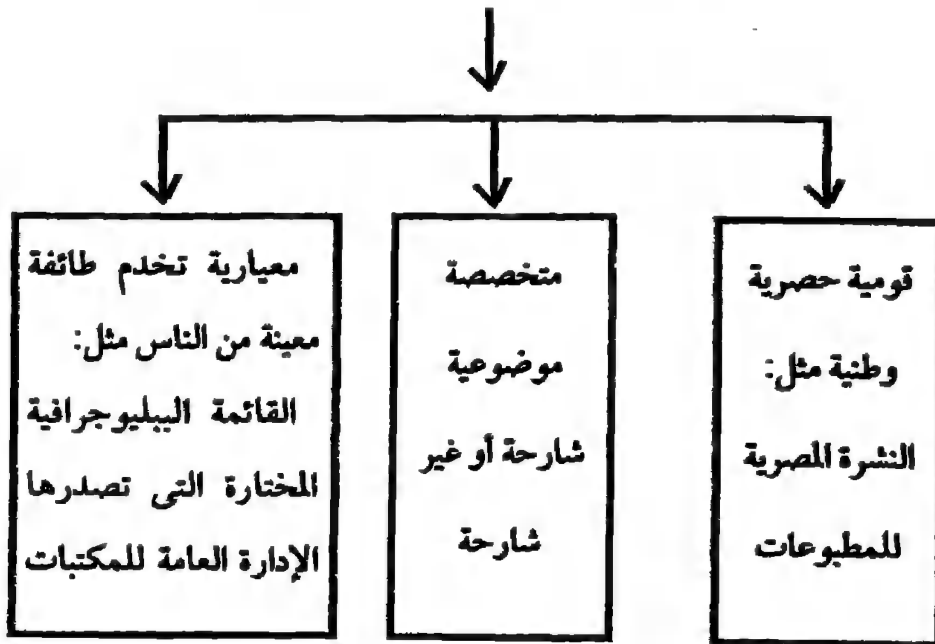 قومية حصرية
وطنية مثل:
النشرة المصرية
للمطبوعات
متخصصة
موضوعية
شارحة أو غير
شارحة
معيارية تخدم طائفة
معينة من الناس مثل:
القائمة الببليوجرافية
المختارة التى تصدرها
الإدارة العامة للمكتبات